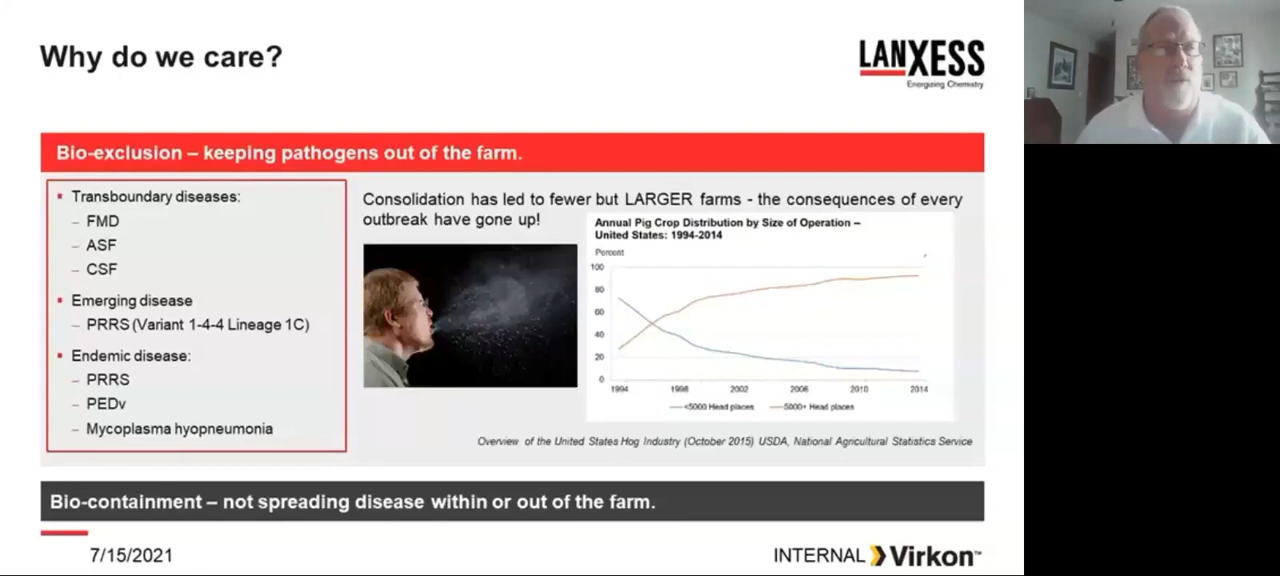 Why do we care?
LANXESS
Energizing Chemistry
Bio-exclusion – keeping pathogens out of the farm.
▪ Transboundary diseases:
– FMD
– ASF
– CSF
▪ Emerging disease
– PRRS (Variant 1-4-4 Lineage 1C)
▪ Endemic disease:
– PRRS
– PEDv
– Mycoplasma hyopneumonia
Consolidation has led to fewer but LARGER farms - the consequences of every
outbreak have gone up!
Annual Pig Crop Distribution by Size of Operation –
United States: 1994-2014
Percent
100
80
60
40
20
0
1994 1998 2002 2006 2010 2014
<5000 Head places 5000+ Head places
Overview of the United States Hog Industry (October 2015) USDA, National Agricultural Statistics Service
Bio-containment – not spreading disease within or out of the farm.
7/15/2021
INTERNAL Virkon™